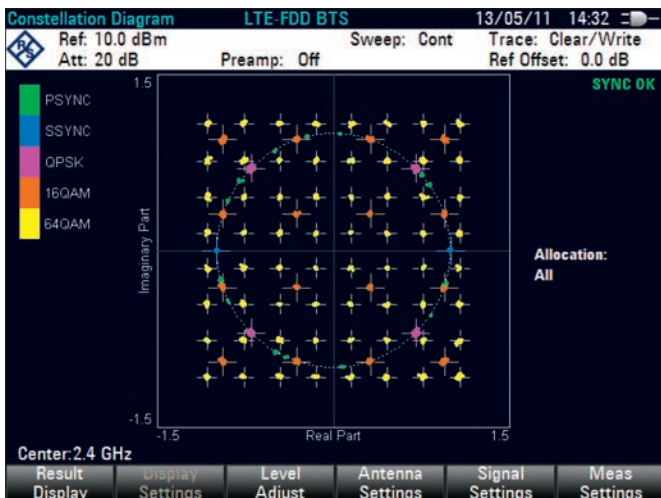 Constellation Diagram LTE-FDD BTS 13/05/11 14:32
R&S
Ref: 10.0 dBm Sweep: Cont Trace: Clear/Write
Att: 20 dB Preamp: Off Ref Offset: 0.0 dB
SYNC OK
1.5
PSYNC
SSYNC
QPSK
16QAM
64QAM
Imaginary Part
Allocation:
All
-1.5
-1.5 Real Part 1.5
Center:2.4 GHz
Result Display Level Antenna Signal Meas
Display Settings Adjust Settings Settings Settings